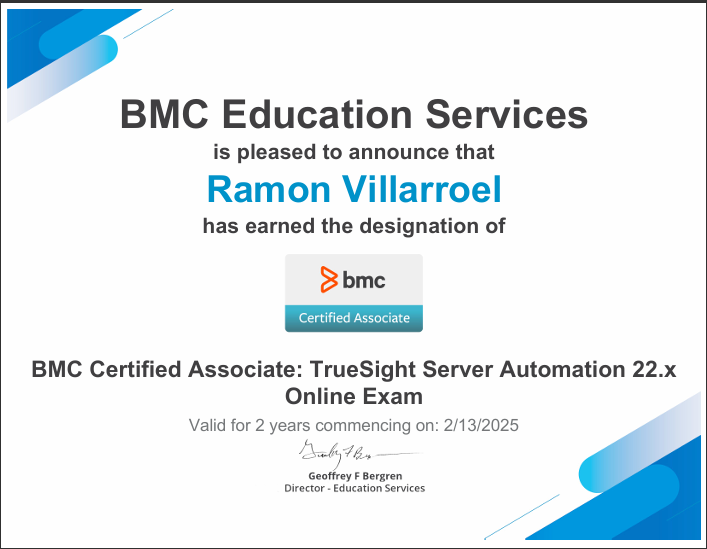 BMC Education Services
is pleased to announce that
Ramon Villarroel
has earned the designation of
bmc
Certified Associate
BMC Certified Associate: TrueSight Server Automation 22.x
Online Exam
Valid for 2 years commencing on: 2/13/2025
Geoffrey F Bergren
Director - Education Services